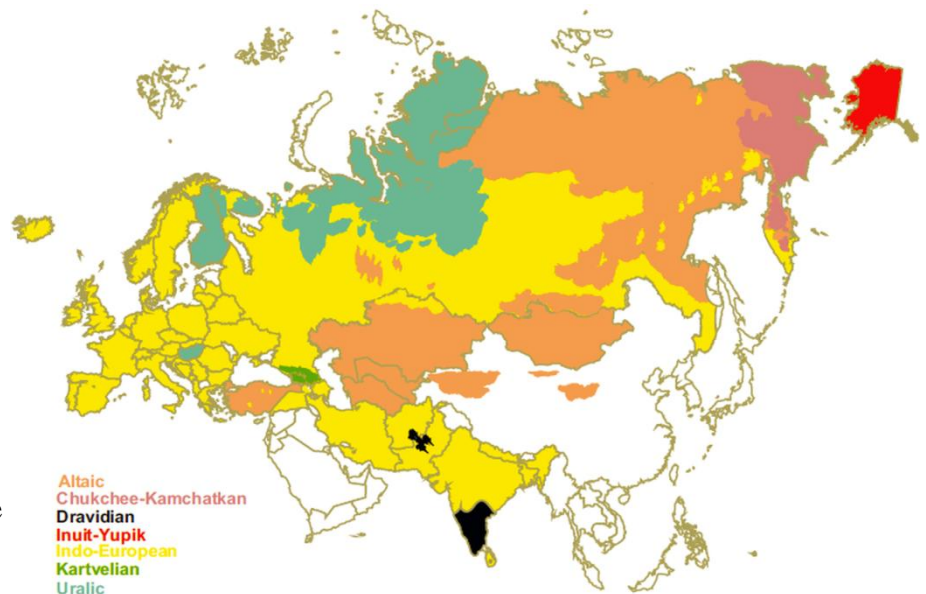 Altaic
Chukchee-Kamchatkan
Dravidian
Inuit-Yupik
Indo-European
Kartvelian
Uralic